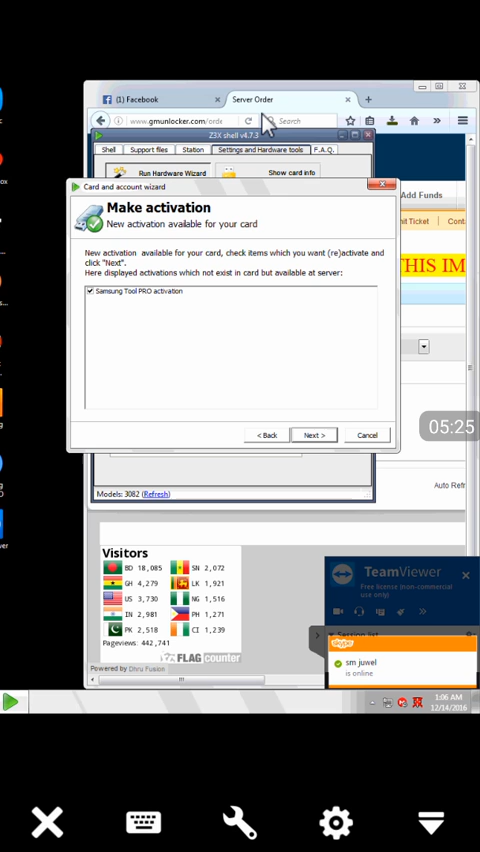 (1) Facebook
Server Order
www.gmunlocker.com/orde
Search
Z3X shell v4.7.3
Shell
Support files
Station
Settings and Hardware tools
F.A.Q.
Run Hardware Wizard
Show card info
Card and account wizard
Make activation
New activation available for your card
Add Funds
New activation available for your card, check items which you want (re)activate and
click "Next".
Here displayed activations which not exist in card but available at server:
THIS IM
Samsung Tool PRO activation
05:25
< Back
Next >
Cancel
Models: 3082 (Refresh)
Auto Refr
Visitors
BD 18,085
SN 2,072
GH 4,279
LK 1,921
US 3,730
NG 1,516
IN 2,981
PH 1,271
PK 2,518
CI 1,239
Pageviews: 442,741
FLAG counter
Powered by Dhru Fusion
TeamViewer
Free license (non-commercial
use only)
Session list
skype
sm juwel
is online
1:06 AM
12/14/2016